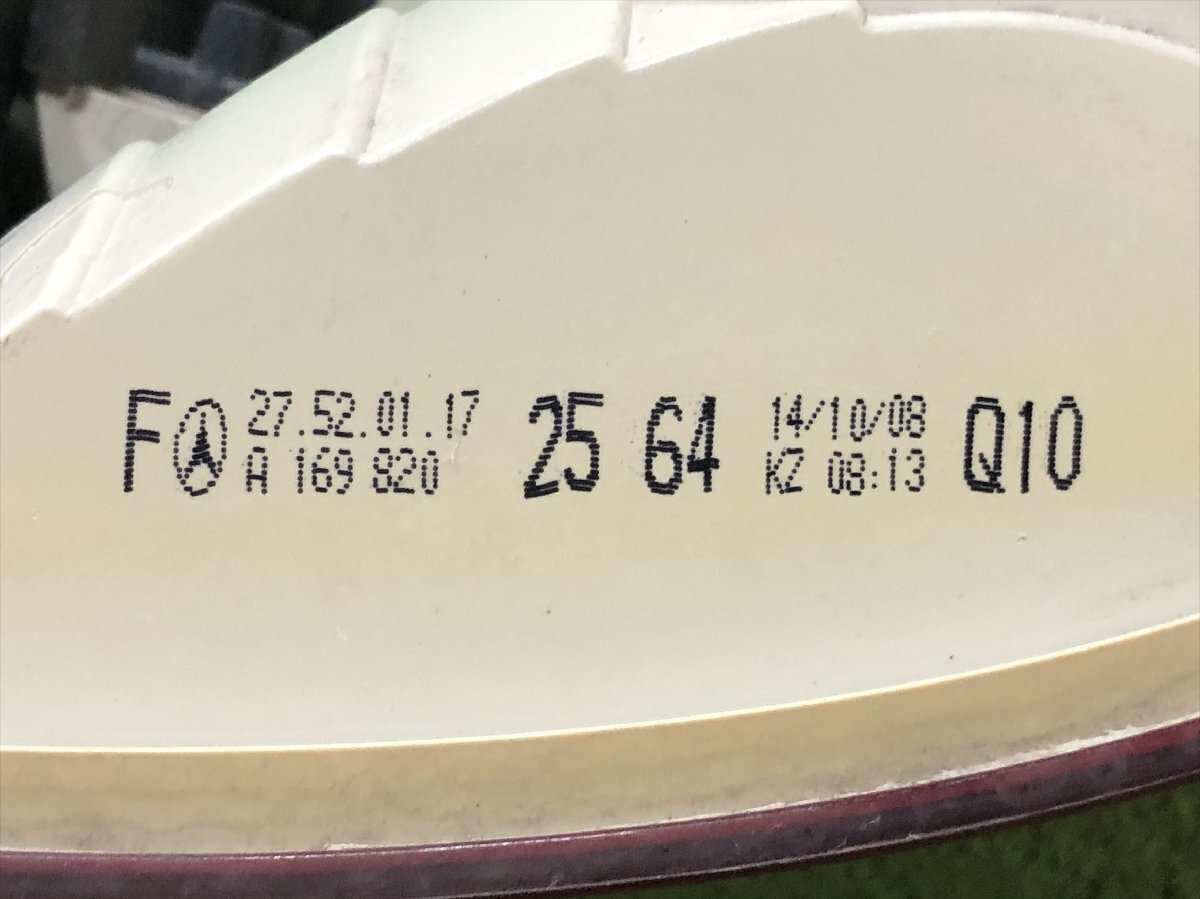 F 27.52.01.17 25 64 14/10/08 Q10
A 169 820 KZ 08:13